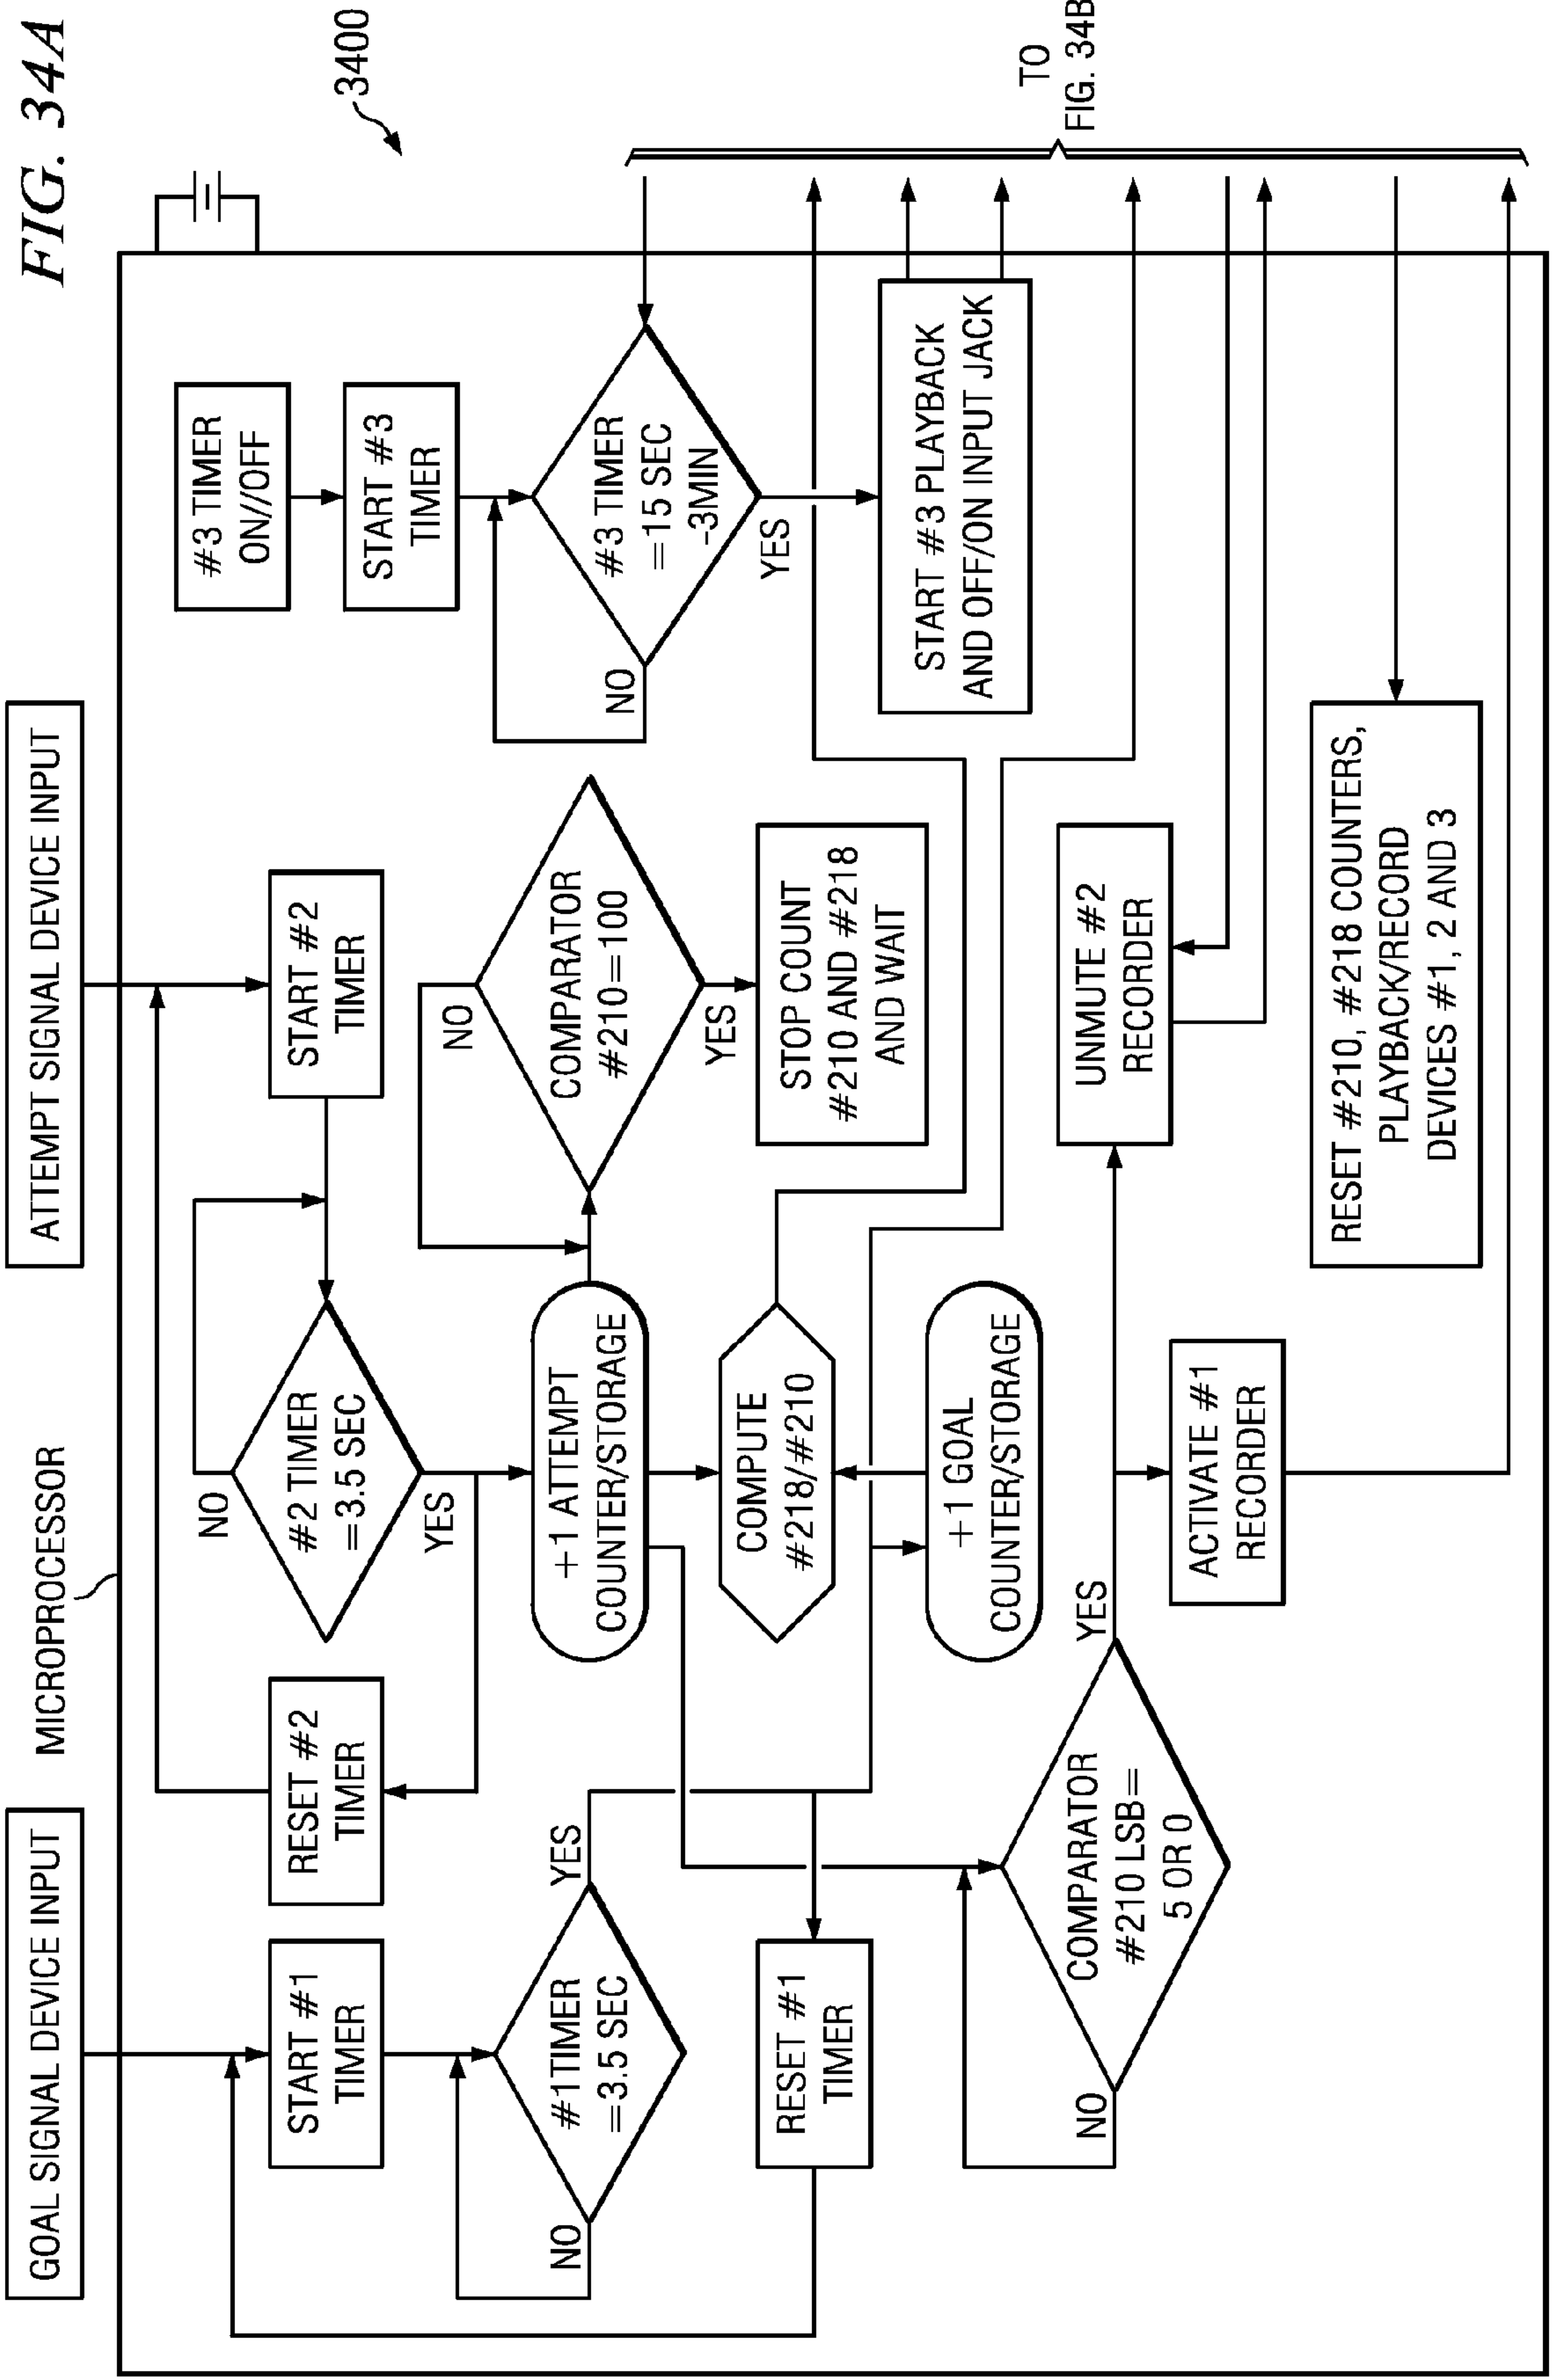 FIG. 34A
3400
GOAL SIGNAL DEVICE INPUT
MICROPROCESSOR
ATTEMPT SIGNAL DEVICE INPUT
START #1
TIMER
#1TIMER
=3.5 SEC
NO
YES
RESET #1
TIMER
RESET #2
TIMER
NO
#2 TIMER
=3.5 SEC
YES
START #2
TIMER
+1 ATTEMPT
COUNTER/STORAGE
NO
COMPARATOR
#210=100
YES
STOP COUNT
#210 AND #218
AND WAIT
COMPUTE
#218/#210
+1 GOAL
COUNTER/STORAGE
COMPARATOR
#210 LSB=
5 OR 0
NO
YES
ACTIVATE #1
RECORDER
UNMUTE #2
RECORDER
#3 TIMER
ON//OFF
START #3
TIMER
#3 TIMER
=15 SEC
-3MIN
NO
YES
START #3 PLAYBACK
AND OFF/ON INPUT JACK
RESET #210, #218 COUNTERS,
PLAYBACK/RECORD
DEVICES #1, 2 AND 3
TO
FIG. 34B